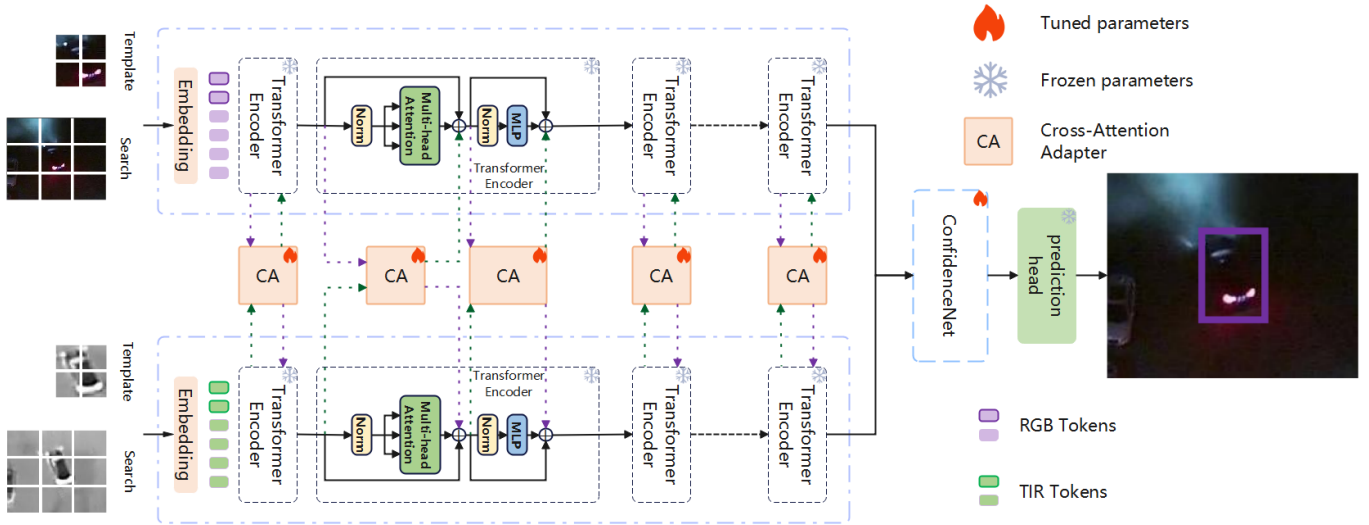 Template
Search
Embedding
Transformer
Encoder
Norm
Multi-head
Attention
Norm
MLP
Transformer
Encoder
Transformer
Encoder
Transformer
Encoder
CA
CA
CA
CA
CA
Template
Search
Embedding
Transformer
Encoder
Norm
Multi-head
Attention
Norm
MLP
Transformer
Encoder
Transformer
Encoder
Transformer
Encoder
ConfidenceNet
prediction
head
Tuned parameters
Frozen parameters
CA
Cross-Attention
Adapter
RGB Tokens
TIR Tokens